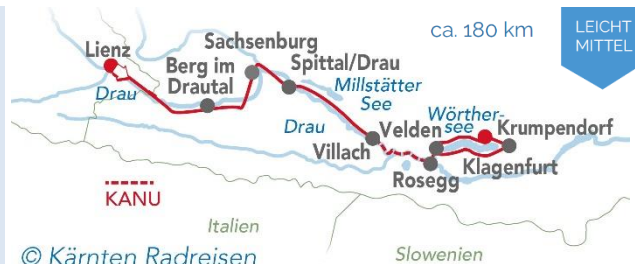 ca. 180 km
LEICHT
MITTEL
Lienz
Sachsenburg
Berg im
Drautal
Spittal/Drau
Drau
Millstätter
See
Drau
Villach
Velden
Wörther-
see
Krumpendorf
Klagenfurt
Rosegg
KANU
Italien
Slowenien
© Kärnten Radreisen